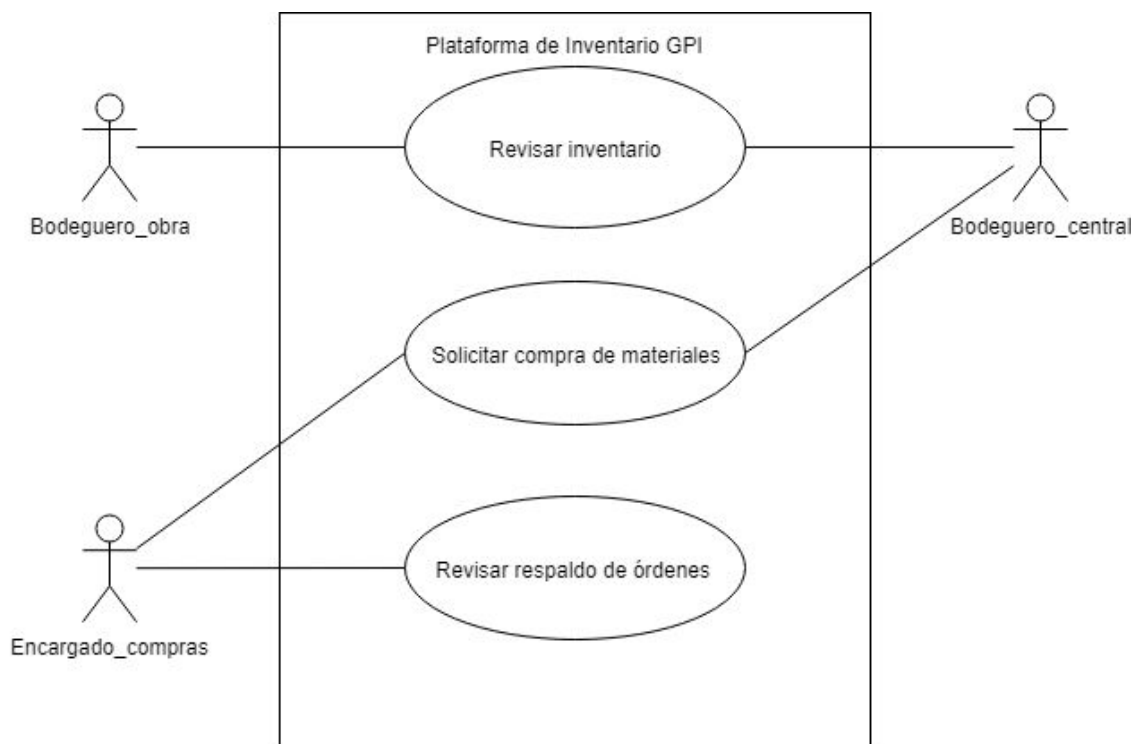 Plataforma de Inventario GPI
Revisar inventario
Bodeguero_obra
Bodeguero_central
Solicitar compra de materiales
Revisar respaldo de órdenes
Encargado_compras